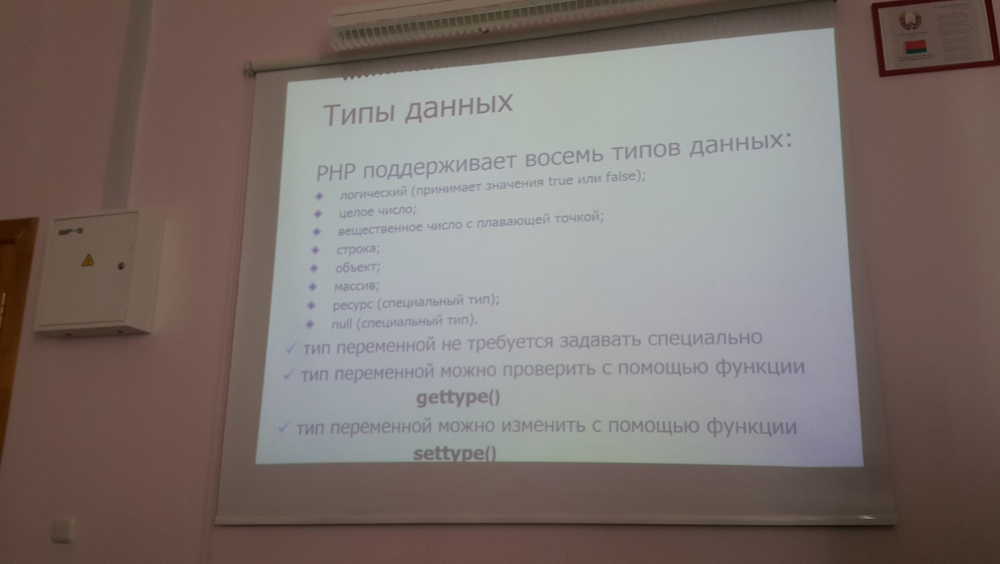 Типы данных
PHP поддерживает восемь типов данных:
логический (принимает значения true или false);
целое число;
вещественное число с плавающей точкой;
строка;
объект;
массив;
ресурс (специальный тип);
null (специальный тип).
тип переменной не требуется задавать специально
тип переменной можно проверить с помощью функции
gettype()
тип переменной можно изменить с помощью функции
settype()
ЩР-5